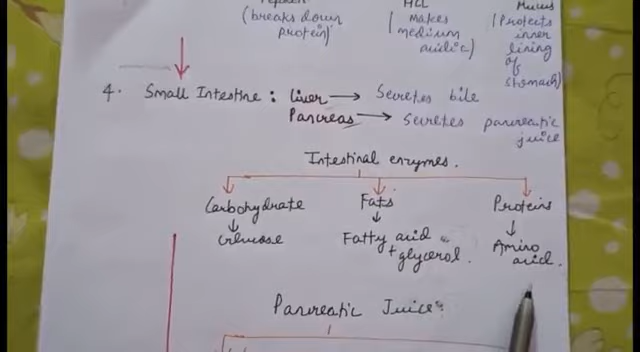 HCL
Mucus
(breaks down protein)
(makes medium acidic)
(Protects inner lining of stomach)
4. Small Intestine : liver → Secretes bile
Pancreas → Secretes pancreatic juice
Intestinal enzymes.
Carbohydrate Fats Proteins
↓ ↓ ↓
Glucose Fatty acid + glycerol. Amino acid.
Pancreatic Juice